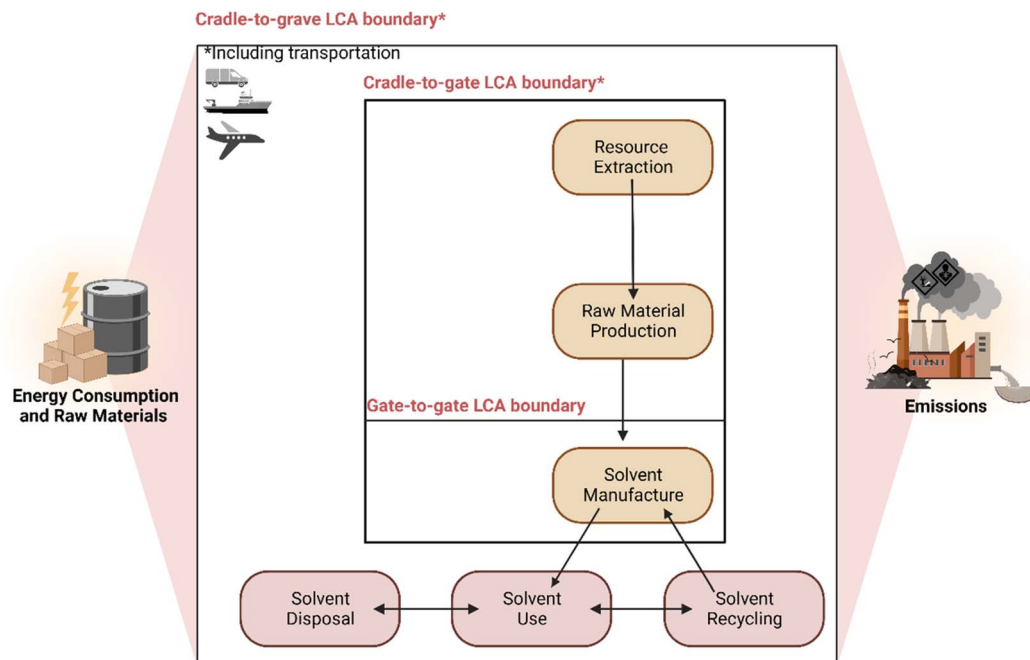 Cradle-to-grave LCA boundary*
*Including transportation
Cradle-to-gate LCA boundary*
Resource
Extraction
Raw Material
Production
Energy Consumption
and Raw Materials
Emissions
Gate-to-gate LCA boundary
Solvent
Manufacture
Solvent
Disposal
Solvent
Use
Solvent
Recycling